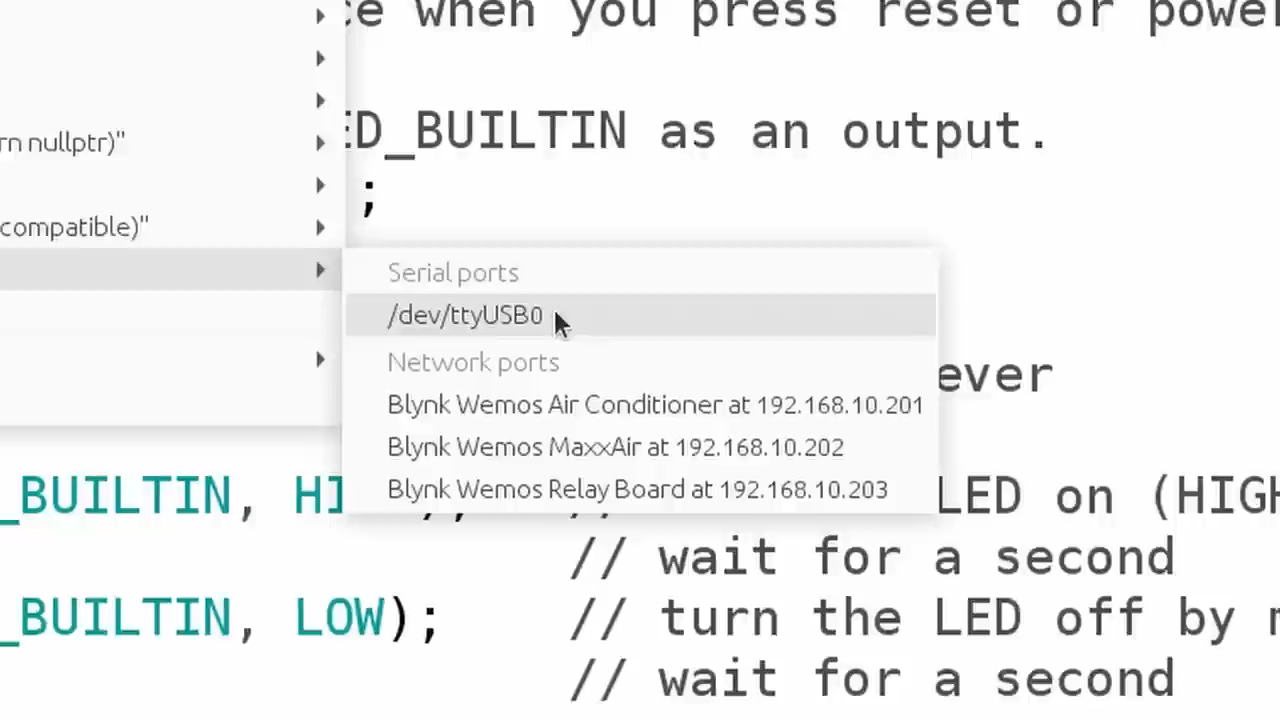 ce when you press reset or power
ED_BUILTIN as an output.
rn nullptr)"
;
compatible)"
Serial ports
/dev/ttyUSB0
Network ports
ever
Blynk Wemos Air Conditioner at 192.168.10.201
Blynk Wemos MaxxAir at 192.168.10.202
Blynk Wemos Relay Board at 192.168.10.203
_BUILTIN, HI ); // LED on (HIGH
// wait for a second
_BUILTIN, LOW); // turn the LED off by m
// wait for a second